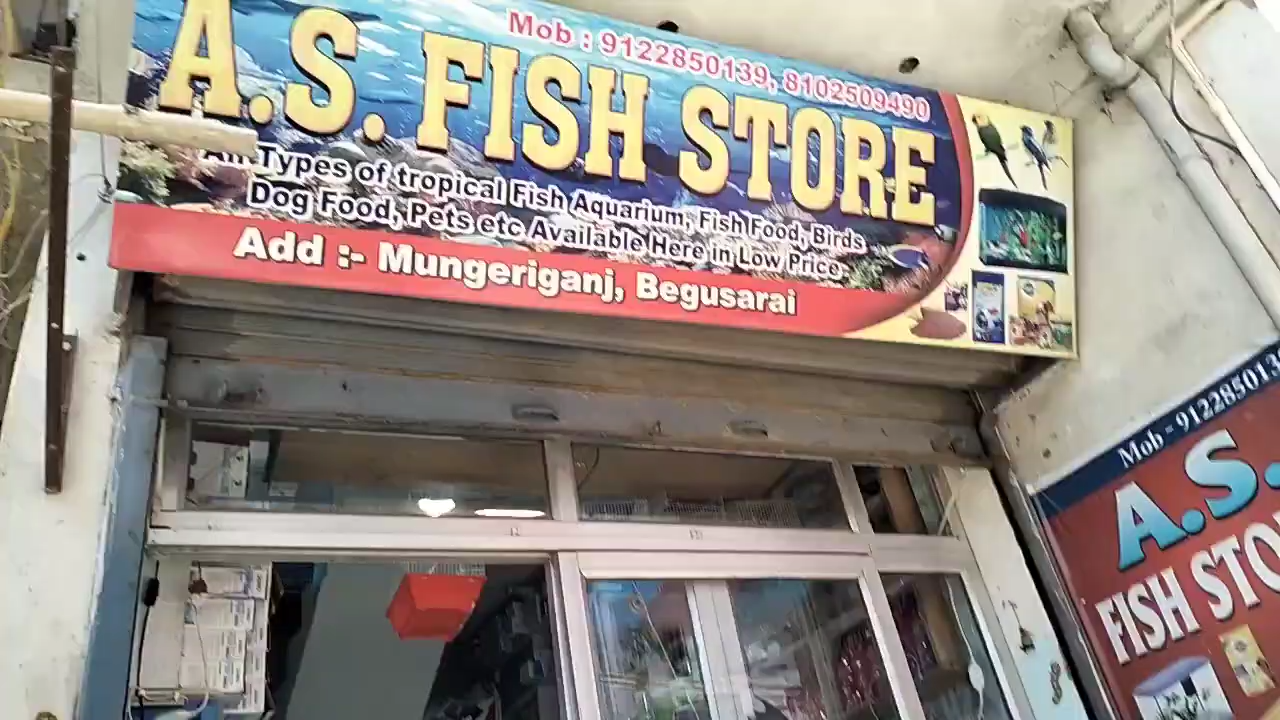 Mob : 9122850139, 8102509490
A.S. FISH STORE
All Types of tropical Fish Aquarium, Fish Food, Birds
Dog Food, Pets etc Available Here in Low Price.
Add :- Mungeriganj, Begusarai
Mob - 912285013
A.S.
FISH STO